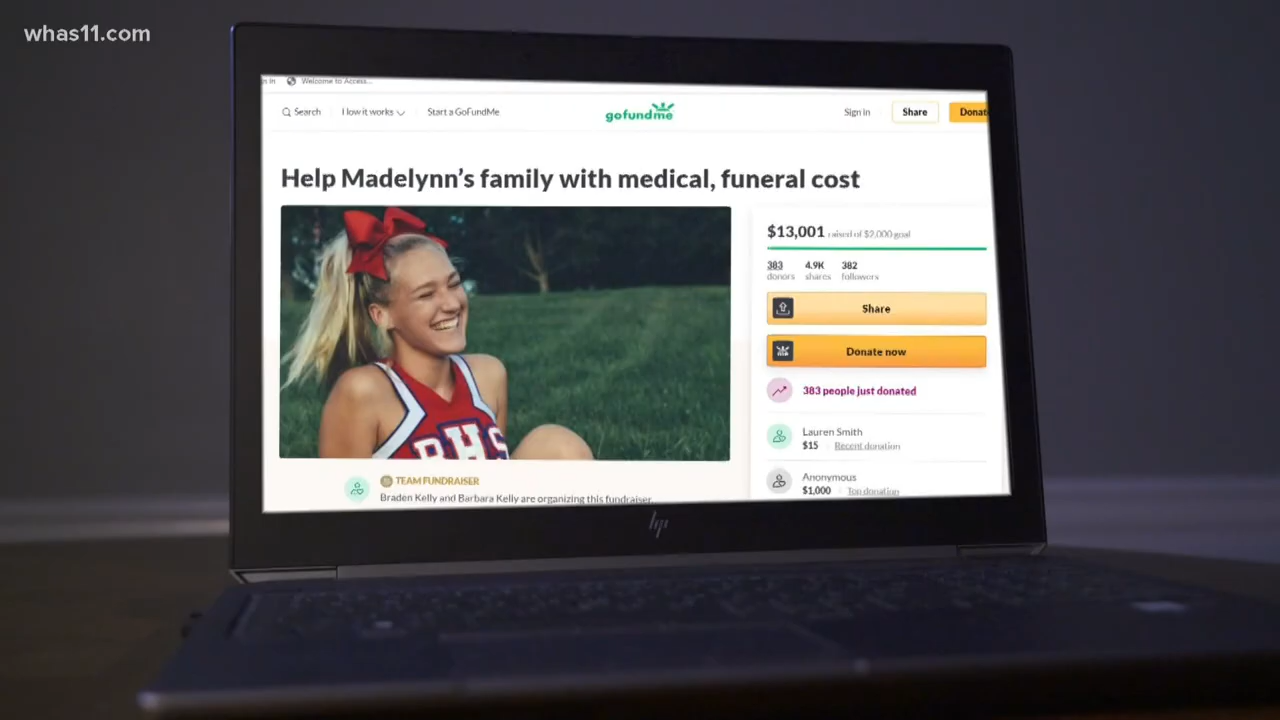 whas11.com
Welcome to Access...
Search How it works Start a GoFundMe gofundme Sign in Share Donat
Help Madelynn's family with medical, funeral cost
$13,001 raised of $2,000 goal
383 4.9K 382
donors shares followers
Share
Donate now
383 people just donated
Lauren Smith
$15 Recent donation
Anonymous
$1,000 Top donation
BHS
TEAM FUNDRAISER
Braden Kelly and Barbara Kelly are organizing this fundraiser.
hp